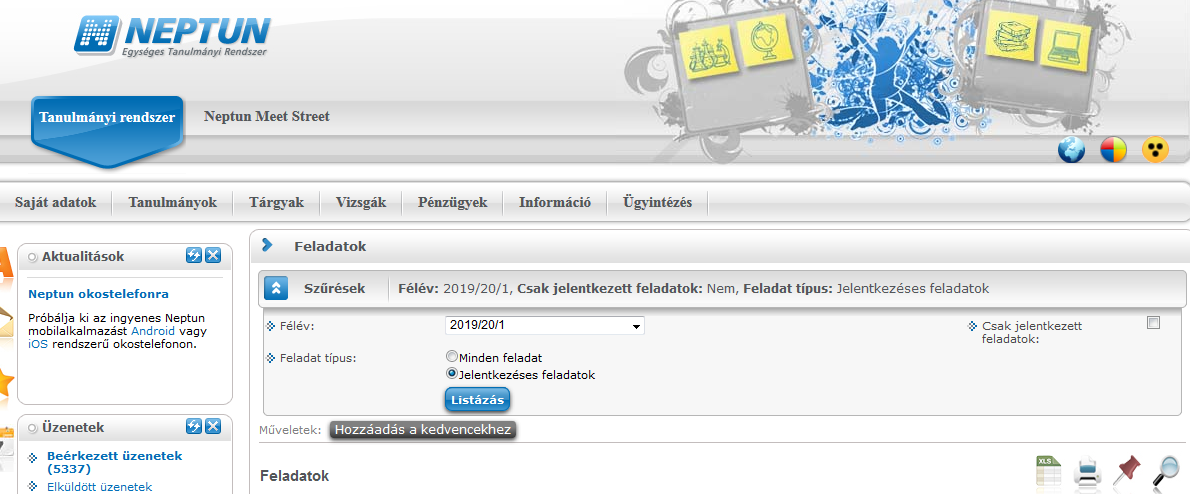 NEPTUN
Egységes Tanulmányi Rendszer
Tanulmányi rendszer
Neptun Meet Street
Saját adatok
Tanulmányok
Tárgyak
Vizsgák
Pénzügyek
Információ
Ügyintézés
Aktualitások
Neptun okostelefonra
Próbálja ki az ingyenes Neptun
mobilalkalmazást Android vagy
iOS rendszerű okostelefonon.
Üzenetek
Beérkezett üzenetek
(5337)
Elküldött üzenetek
Feladatok
Szűrések
Félév: 2019/20/1, Csak jelentkezett feladatok: Nem, Feladat típus: Jelentkezéses feladatok
Félév:
2019/20/1
Csak jelentkezett
feladatok:
Feladat típus:
Minden feladat
Jelentkezéses feladatok
Listázás
Műveletek:
Hozzáadás a kedvencekhez
Feladatok
XLS